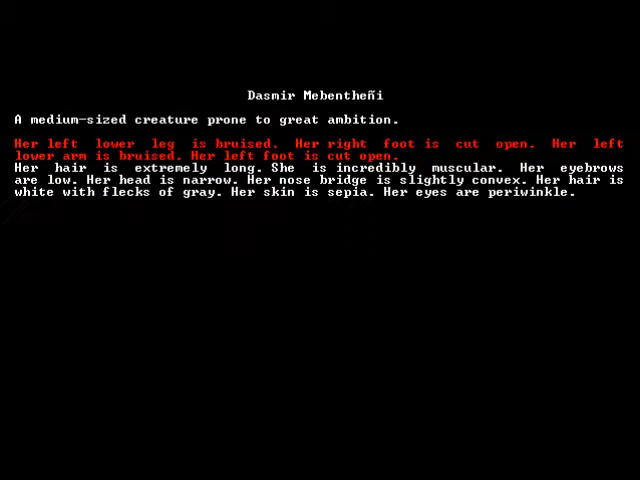 Dasmir Mebentheñi
A medium-sized creature prone to great ambition.
Her left lower leg is bruised. Her right foot is cut open. Her left
lower arm is bruised. Her left foot is cut open.
Her hair is extremely long. She is incredibly muscular. Her eyebrows
are low. Her head is narrow. Her nose bridge is slightly convex. Her hair is
white with flecks of gray. Her skin is sepia. Her eyes are periwinkle.